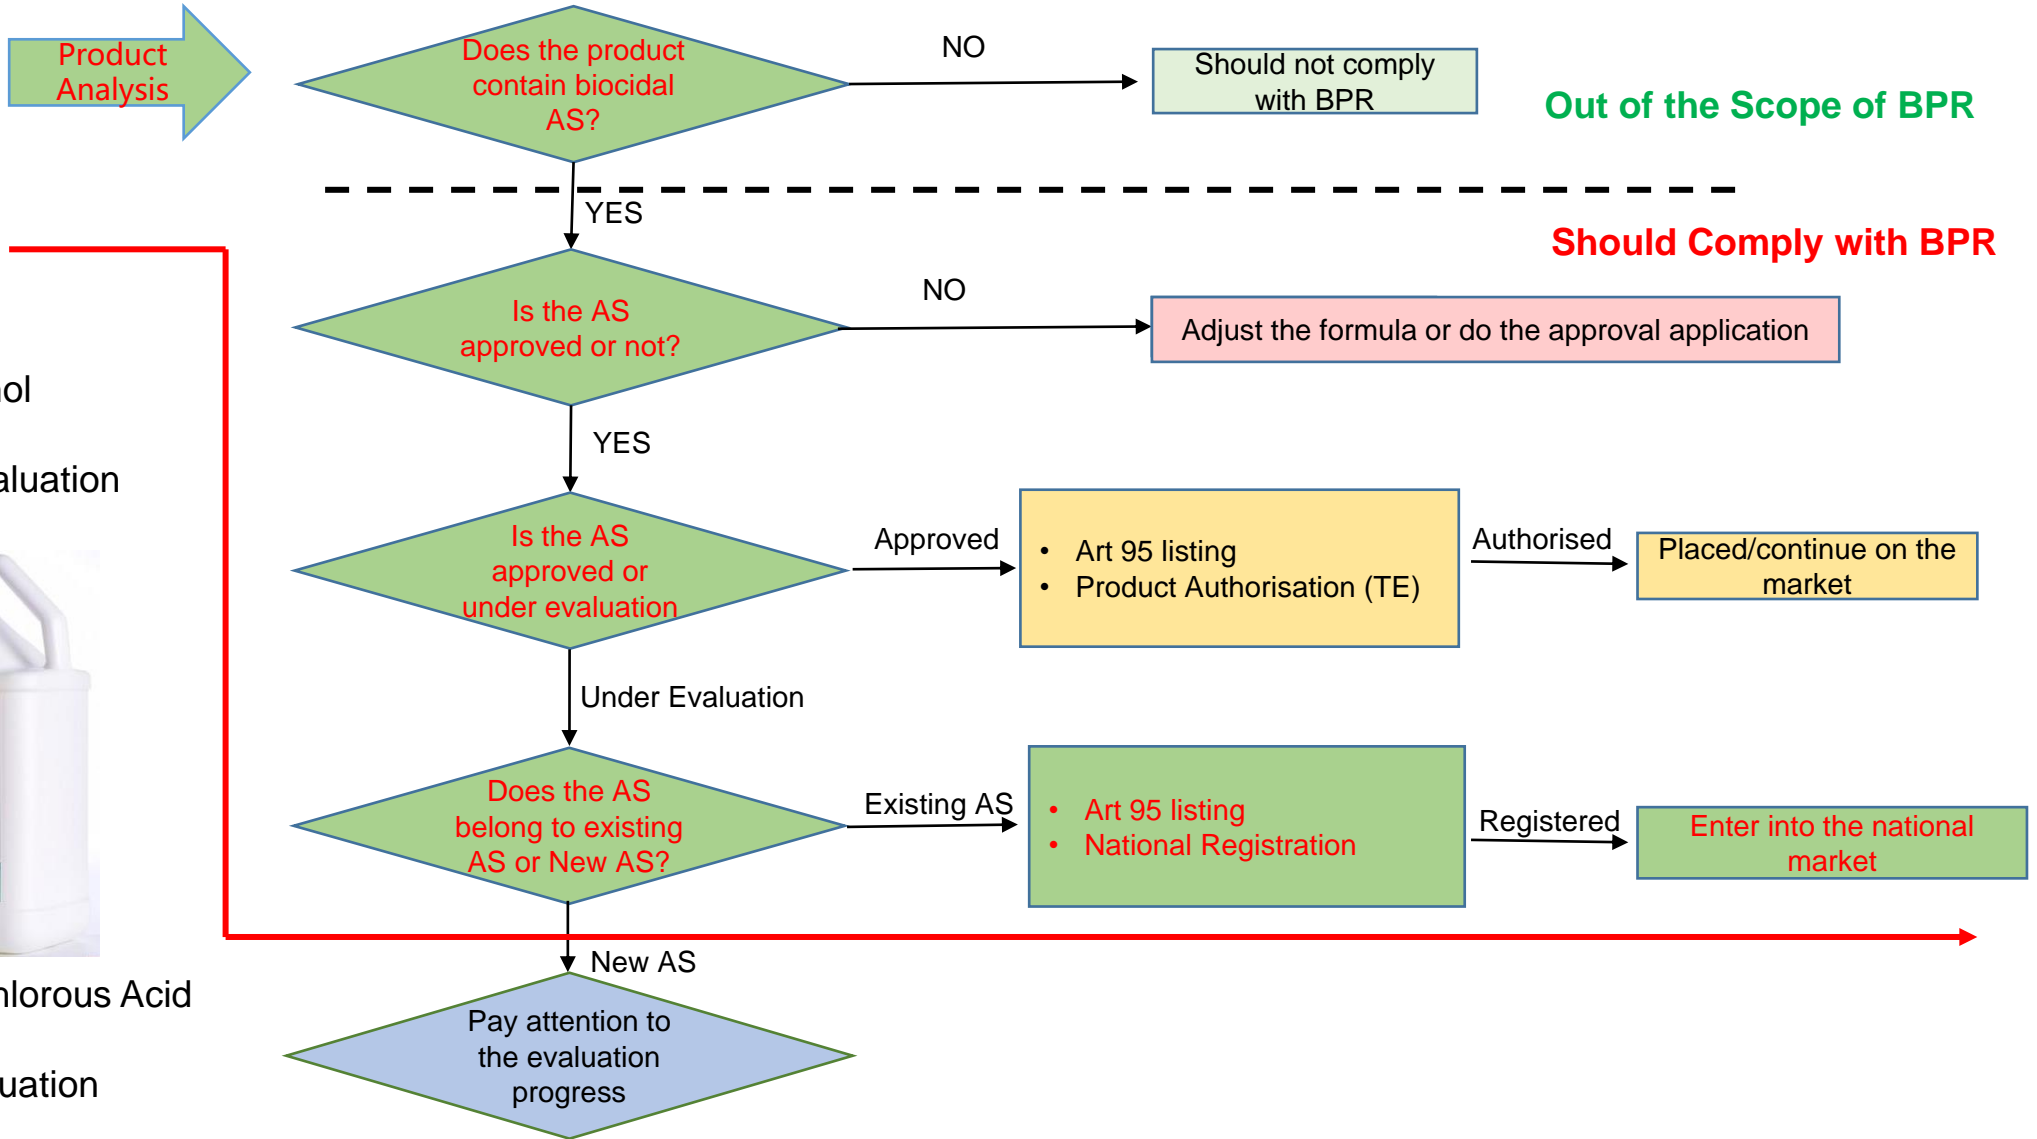 Product
Analysis
Does the product
contain biocidal
AS?
NO
Should not comply
with BPR
Out of the Scope of BPR
YES
Should Comply with BPR
Is the AS
approved or not?
NO
Adjust the formula or do the approval application
nol
YES
aluation
Is the AS
approved or
under evaluation
Approved
• Art 95 listing
• Product Authorisation (TE)
Authorised
Placed/continue on the
market
Under Evaluation
Does the AS
belong to existing
AS or New AS?
Existing AS
• Art 95 listing
• National Registration
Registered
Enter into the national
market
New AS
hlorous Acid
Pay attention to
the evaluation
progress
uation